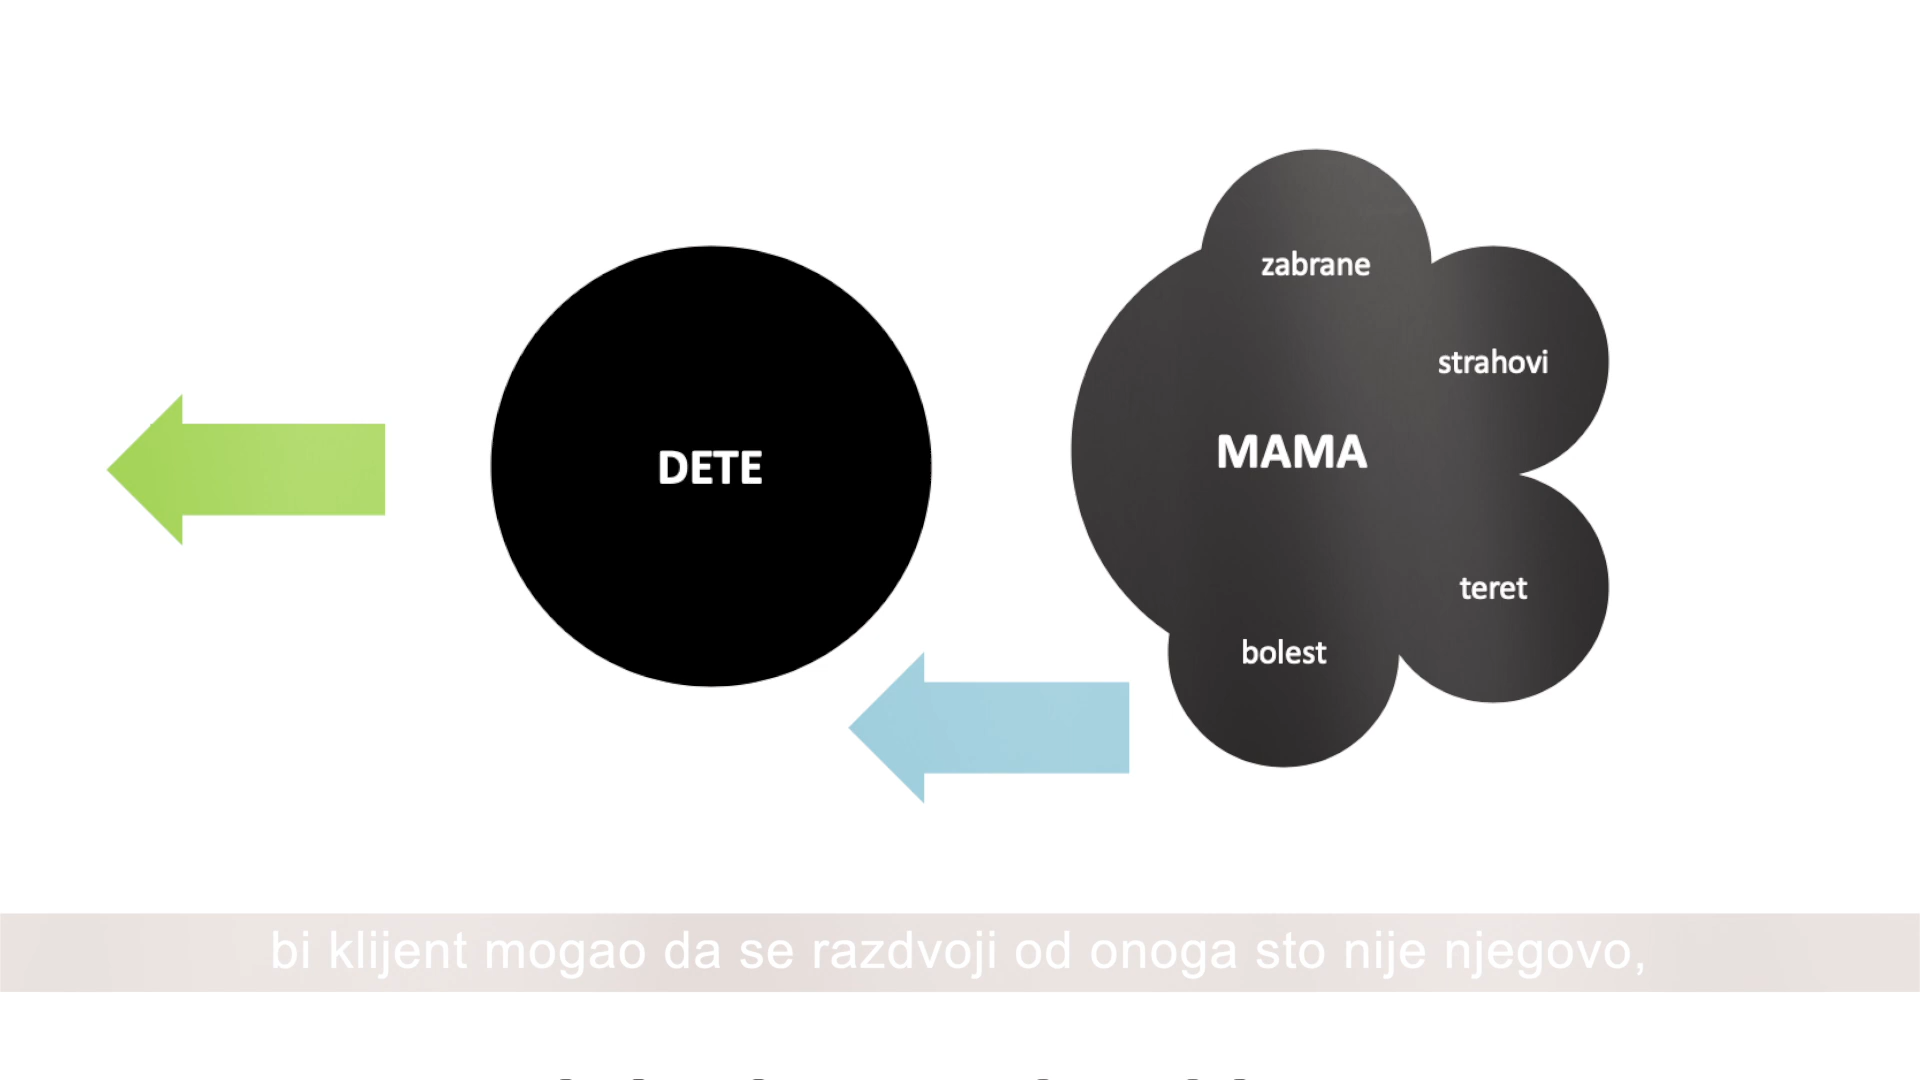 zabrane
strahovi
MAMA
DETE
teret
bolest
bi klijent mogao da se razdvoji od onoga sto nije njegovo,